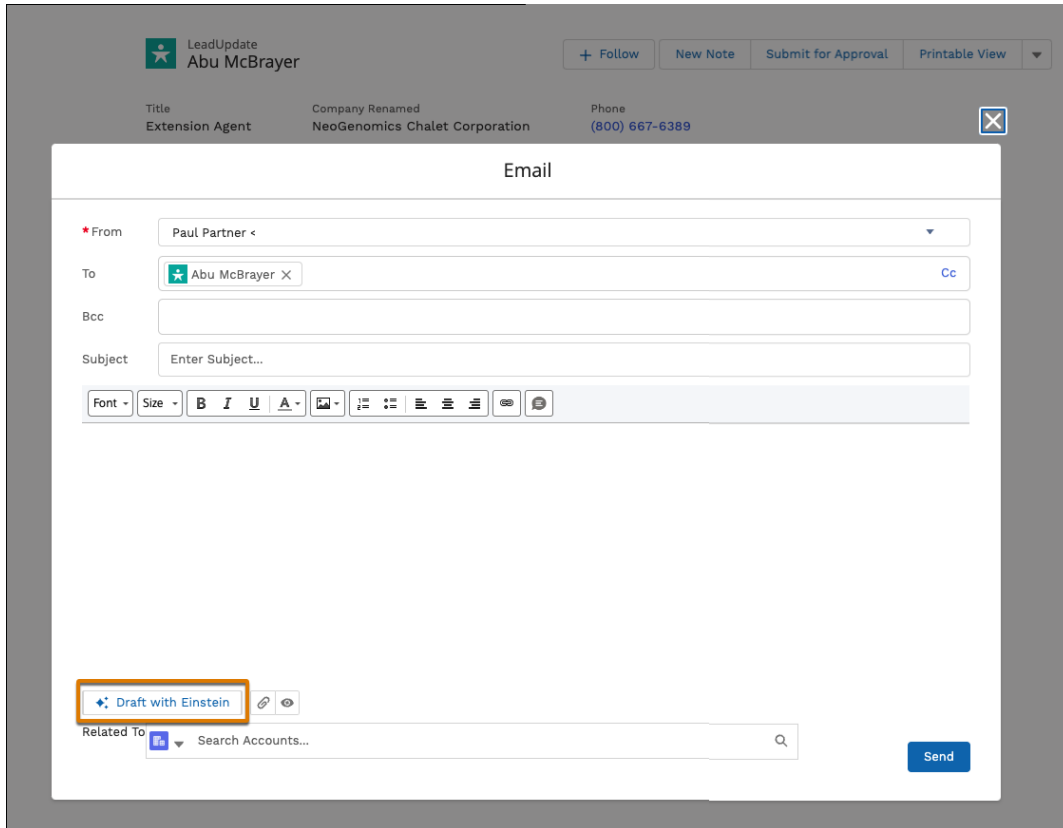 LeadUpdate
Abu McBrayer
+ Follow New Note Submit for Approval Printable View
Title Company Renamed Phone
Extension Agent NeoGenomics Chalet Corporation (800) 667-6389
Email
*From Paul Partner <
To Abu McBrayer Cc
Bcc
Subject Enter Subject...
Font Size B I U A
Draft with Einstein
Related To Search Accounts...
Send